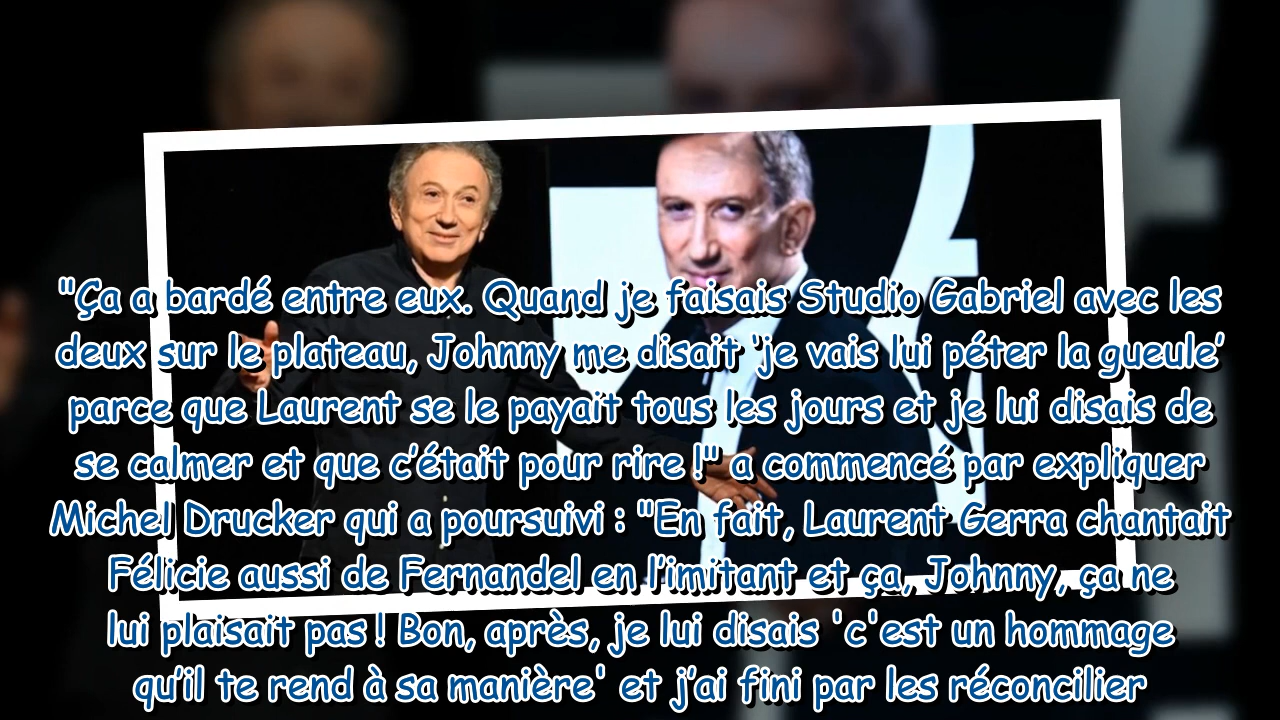 "Ça a bardé entre eux. Quand je faisais Studio Gabriel avec les
deux sur le plateau, Johnny me disait ‘je vais lui péter la gueule’
parce que Laurent se le payait tous les jours et je lui disais de
se calmer et que c’était pour rire !" a commencé par expliquer
Michel Drucker qui a poursuivi : "En fait, Laurent Gerra chantait
Félicie aussi de Fernandel en l’imitant et ça, Johnny, ça ne
lui plaisait pas ! Bon, après, je lui disais 'c'est un hommage
qu’il te rend à sa manière' et j’ai fini par les réconcilier